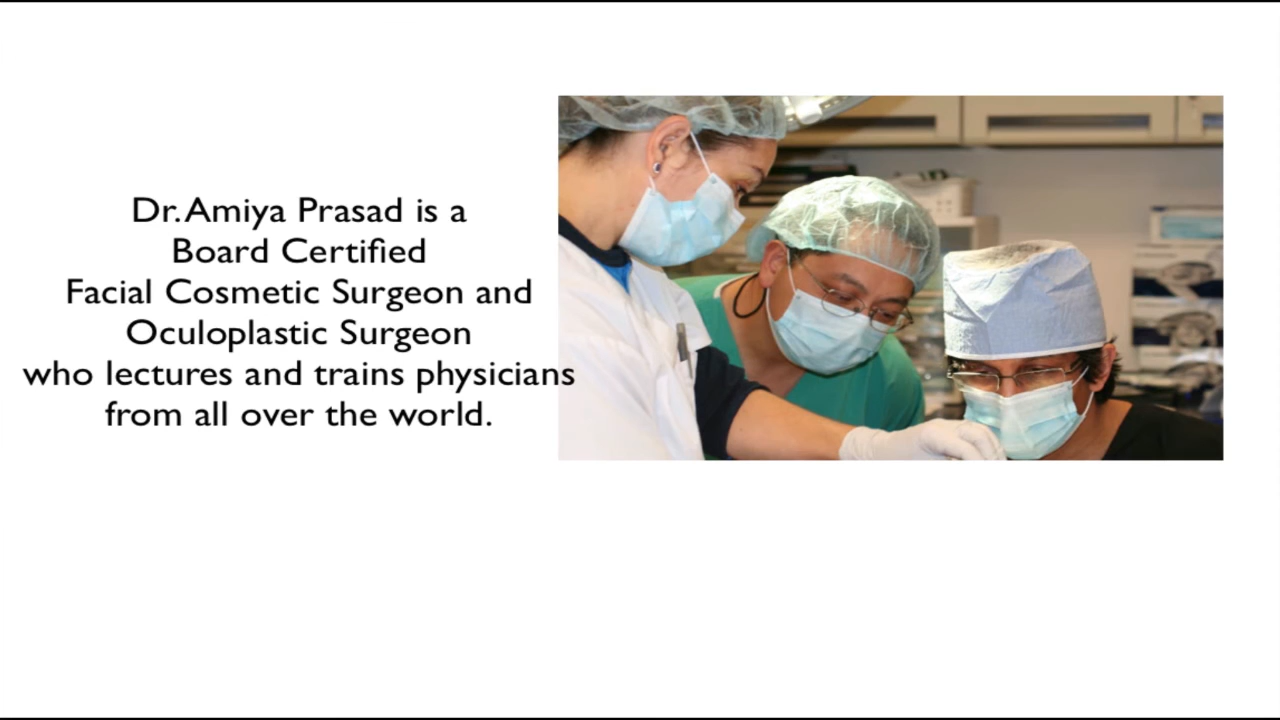 Dr. Amiya Prasad is a
Board Certified
Facial Cosmetic Surgeon and
Oculoplastic Surgeon
who lectures and trains physicians
from all over the world.